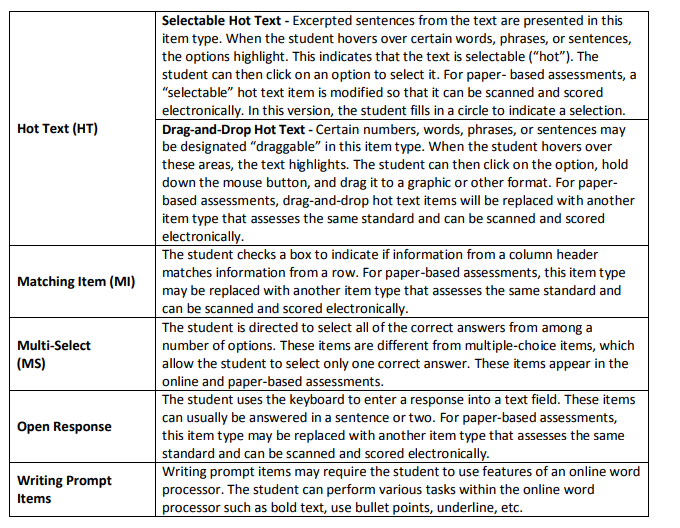 Hot Text (HT)
Selectable Hot Text - Excerpted sentences from the text are presented in this
item type. When the student hovers over certain words, phrases, or sentences,
the options highlight. This indicates that the text is selectable (“hot”). The
student can then click on an option to select it. For paper- based assessments, a
“selectable” hot text item is modified so that it can be scanned and scored
electronically. In this version, the student fills in a circle to indicate a selection.
Drag-and-Drop Hot Text - Certain numbers, words, phrases, or sentences may
be designated “draggable” in this item type. When the student hovers over
these areas, the text highlights. The student can then click on the option, hold
down the mouse button, and drag it to a graphic or other format. For paper-
based assessments, drag-and-drop hot text items will be replaced with another
item type that assesses the same standard and can be scanned and scored
electronically.
Matching Item (MI)
The student checks a box to indicate if information from a column header
matches information from a row. For paper-based assessments, this item type
may be replaced with another item type that assesses the same standard and
can be scanned and scored electronically.
Multi-Select
(MS)
The student is directed to select all of the correct answers from among a
number of options. These items are different from multiple-choice items, which
allow the student to select only one correct answer. These items appear in the
online and paper-based assessments.
Open Response
The student uses the keyboard to enter a response into a text field. These items
can usually be answered in a sentence or two. For paper-based assessments,
this item type may be replaced with another item type that assesses the same
standard and can be scanned and scored electronically.
Writing Prompt
Items
Writing prompt items may require the student to use features of an online word
processor. The student can perform various tasks within the online word
processor such as bold text, use bullet points, underline, etc.